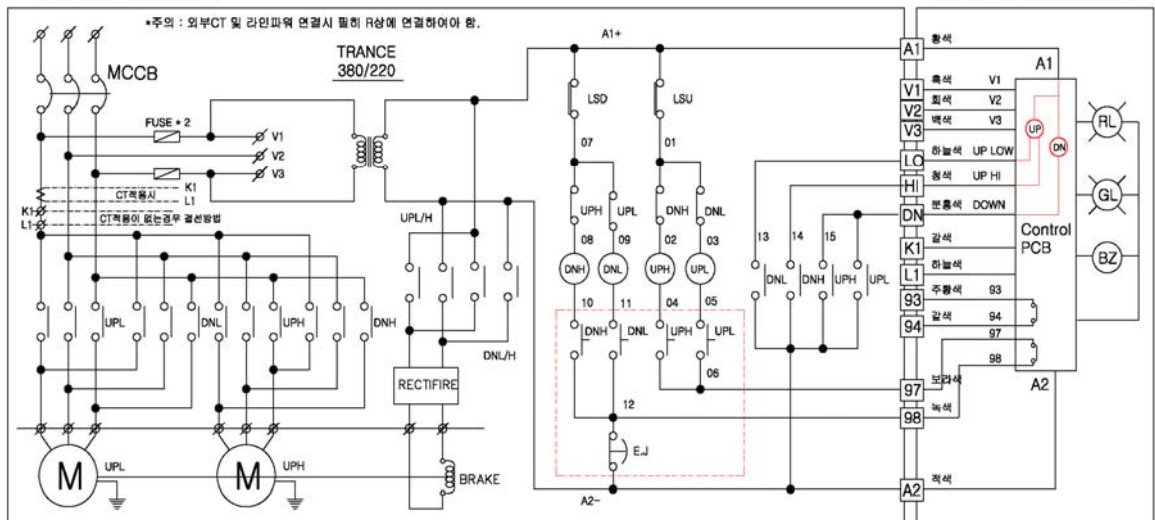 *주의 : 외부CT 및 라인파워 연결시 필히 R상에 연결하여아 함.
MCCB
TRANCE
380/220
FUSE * 2
V1
V2
V3
K1
CT적용시
L1
K1
CT적용이 없는경우 결선방법
L1
UPL
DNL
UPH
DNH
UPL/H
DNL/H
RECTIFIRE
BRAKE
M
UPL
M
UPH
A1+
LSD
LSU
07
01
UPH
UPL
DNH
DNL
08
09
02
03
DNH
DNL
UPH
UPL
10
11
04
05
DNH
DNL
UPH
UPL
06
12
E.J
A2-
13
14
15
DNL
DNH
UPH
UPL
A1 황색
V1 흑색 V1
V2 회색 V2
V3 백색 V3
LO 하늘색 UP LOW
HI 청색 UP HI
DN 분홍색 DOWN
K1 갈색
L1 하늘색
93 주황색 93
94 갈색 94
97
97 보라색
98
98 녹색
A2 적색
A1
UP
DN
Control
PCB
A2
RL
GL
BZ